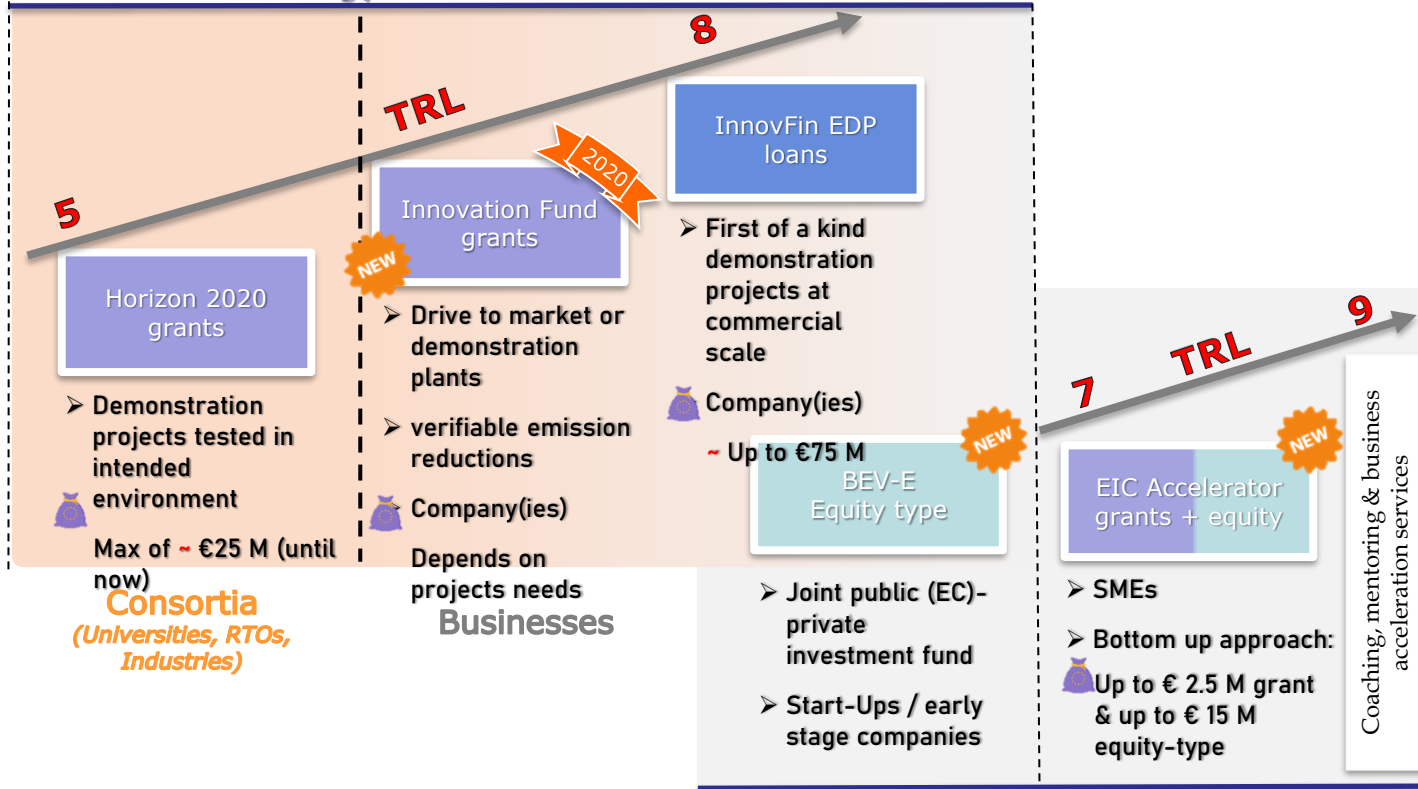 5
TRL
8
Horizon 2020
grants
Demonstration
projects tested in
intended
environment
Max of ~ €25 M (until
now)
Consortia
(Universities, RTOs,
Industries)
2020
NEW
Innovation Fund
grants
Drive to market or
demonstration
plants
verifiable emission
reductions
Company(ies)
Depends on
projects needs
Businesses
InnovFin EDP
loans
First of a kind
demonstration
projects at
commercial
scale
Company(ies)
~ Up to €75 M
NEW
BEV-E
Equity type
Joint public (EC)-
private
investment fund
Start-Ups / early
stage companies
7
TRL
9
NEW
EIC Accelerator
grants + equity
SMEs
Bottom up approach:
Up to € 2.5 M grant
& up to € 15 M
equity-type
Coaching, mentoring & business
acceleration services